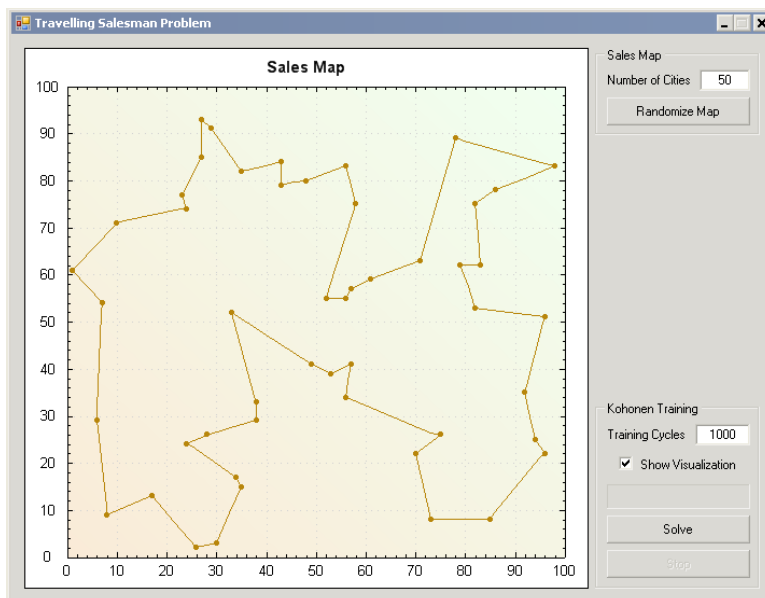 Travelling Salesman Problem
Sales Map
100
90
80
70
60
50
40
30
20
10
0
0 10 20 30 40 50 60 70 80 90 100
Sales Map
Number of Cities 50
Randomize Map
Kohonen Training
Training Cycles 1000
Show Visualization
Solve
Stop